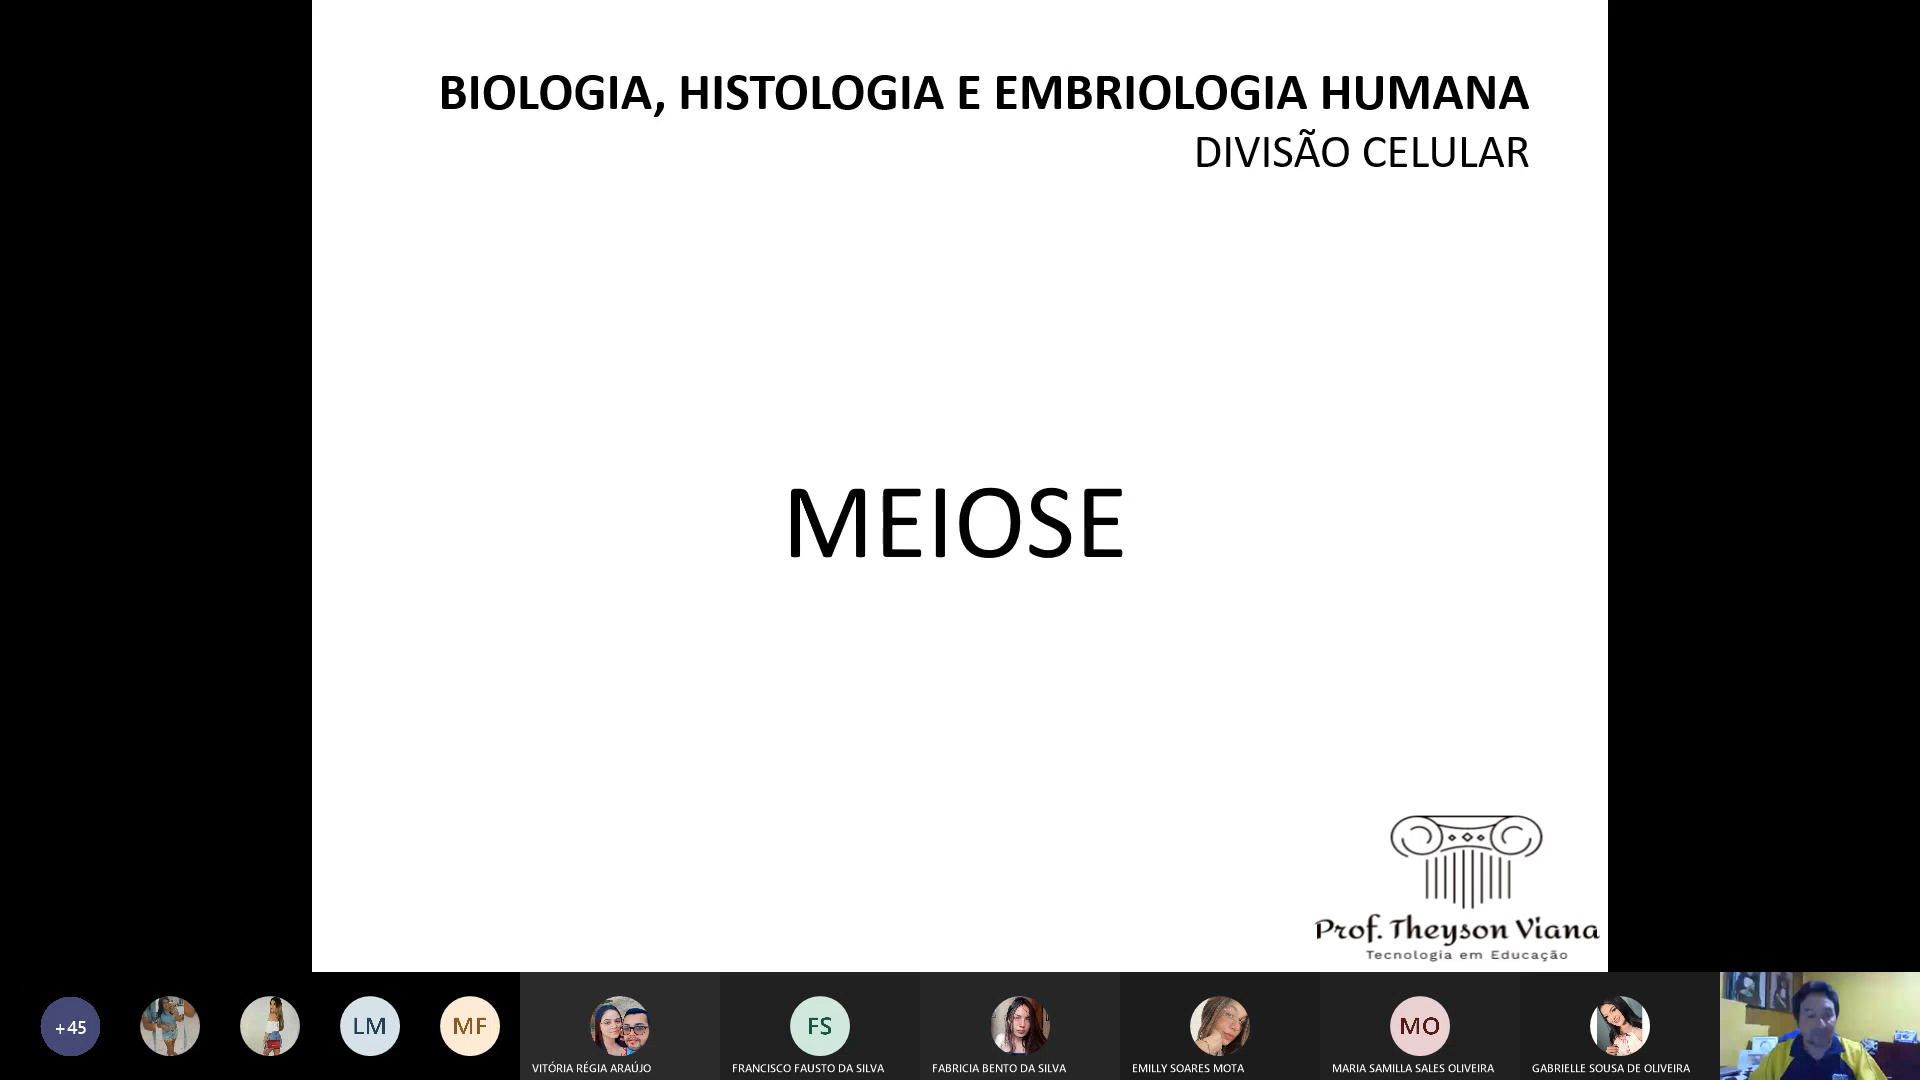 BIOLOGIA, HISTOLOGIA E EMBRIOLOGIA HUMANA
DIVISÃO CELULAR
MEIOSE
Prof. Theyson Viana
Tecnologia em Educação
+45
LM
MF
VITÓRIA RÉGIA ARAÚJO
FS
FRANCISCO FAUSTO DA SILVA
FABRICIA BENTO DA SILVA
EMILLY SOARES MOTA
MO
MARIA SAMILLA SALES OLIVEIRA
GABRIELLE SOUSA DE OLIVEIRA